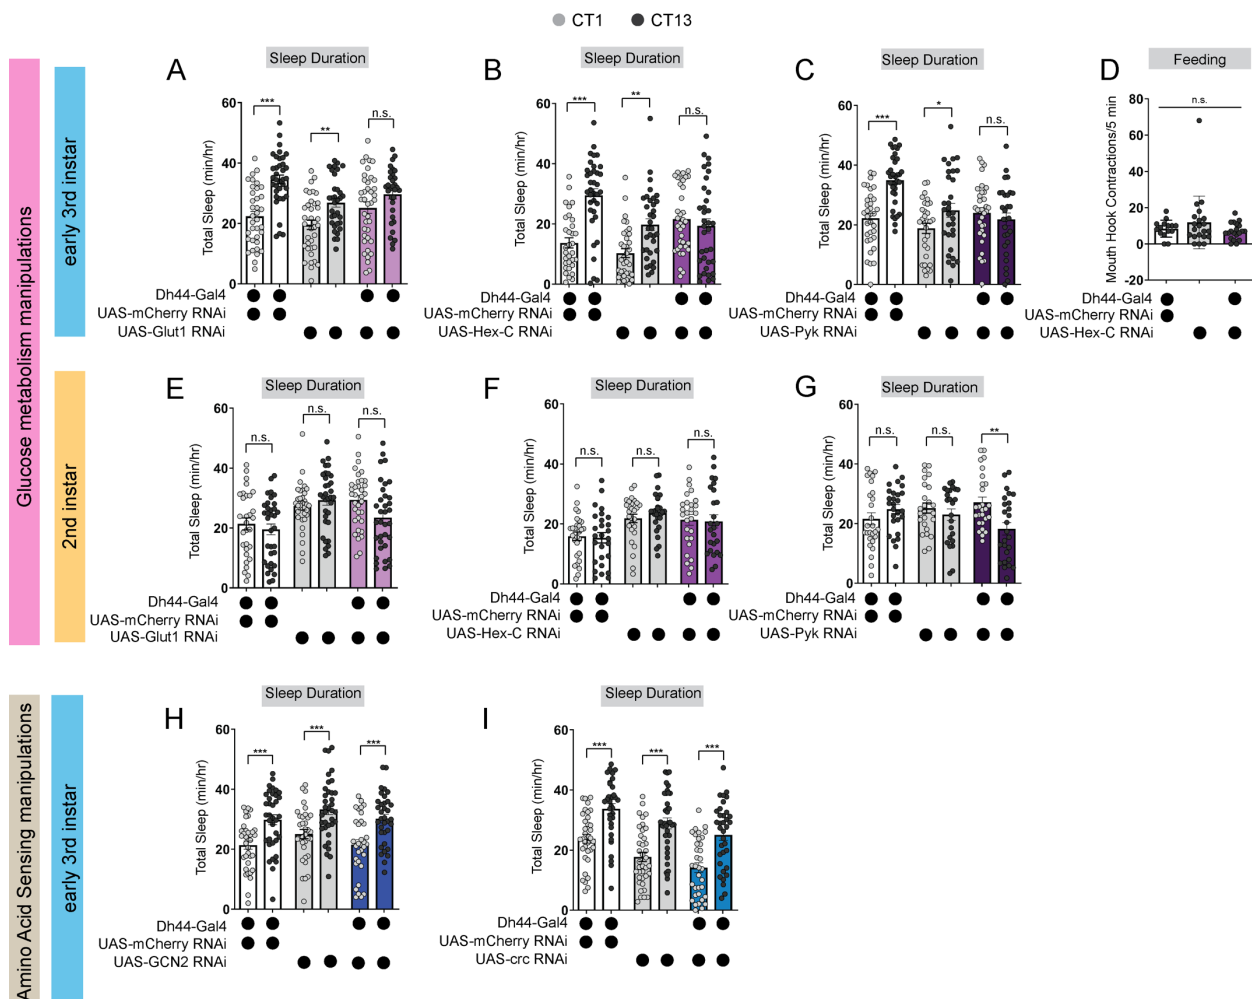 CT1 CT13
Glucose metabolism manipulations
early 3rd instar
A
Sleep Duration
Total Sleep (min/hr)
60
40
20
0
***
**
n.s.
Dh44-Gal4
UAS-mCherry RNAi
UAS-Glut1 RNAi
B
Sleep Duration
Total Sleep (min/hr)
60
40
20
0
***
**
n.s.
UAS-Hex-C RNAi
C
Sleep Duration
Total Sleep (min/hr)
60
40
20
0
***
*
n.s.
Dh44-Gal4
UAS-mCherry RNAi
UAS-Pyk RNAi
D
Feeding
Mouth Hook Contractions/5 min
80
60
40
20
0
-20
n.s.
Dh44-Gal4
UAS-mCherry RNAi
UAS-Hex-C RNAi
2nd instar
E
Sleep Duration
Total Sleep (min/hr)
60
40
20
0
n.s.
n.s.
n.s.
Dh44-Gal4
UAS-mCherry RNAi
UAS-Glut1 RNAi
F
Sleep Duration
Total Sleep (min/hr)
60
40
20
0
n.s.
n.s.
n.s.
Dh44-Gal4
UAS-mCherry RNAi
UAS-Hex-C RNAi
G
Sleep Duration
Total Sleep (min/hr)
60
40
20
0
n.s.
n.s.
**
Dh44-Gal4
UAS-mCherry RNAi
UAS-Pyk RNAi
Amino Acid Sensing manipulations
early 3rd instar
H
Sleep Duration
Total Sleep (min/hr)
60
40
20
0
***
***
***
Dh44-Gal4
UAS-mCherry RNAi
UAS-GCN2 RNAi
I
Sleep Duration
Total Sleep (min/hr)
60
40
20
0
***
***
***
Dh44-Gal4
UAS-mCherry RNAi
UAS-crc RNAi